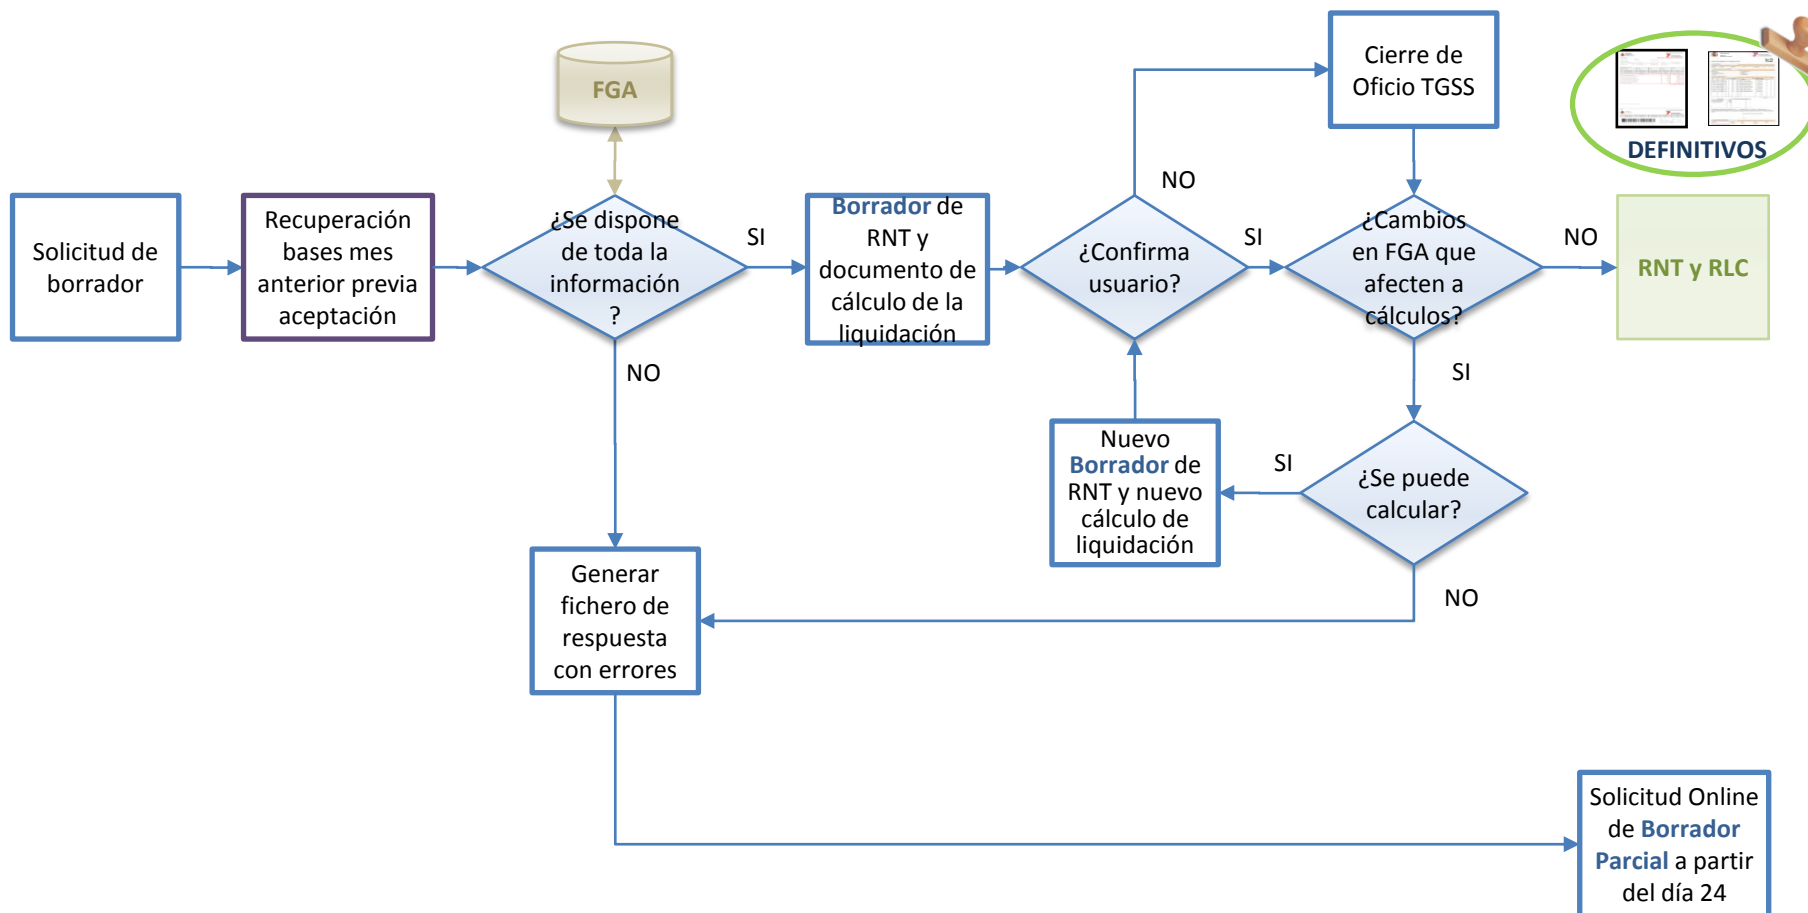 FGA
Cierre de
Oficio TGSS
DEFINITIVOS
Solicitud de
borrador
Recuperación
bases mes
anterior previa
aceptación
¿Se dispone
de toda la
información
?
SI
NO
Borrador de
RNT y
documento de
cálculo de la
liquidación
¿Confirma
usuario?
NO
SI
¿Cambios
en FGA que
afecten a
cálculos?
NO
SI
RNT y RLC
¿Se puede
calcular?
SI
NO
Nuevo
Borrador de
RNT y nuevo
cálculo de
liquidación
Generar
fichero de
respuesta
con errores
Solicitud Online
de Borrador
Parcial a partir
del día 24